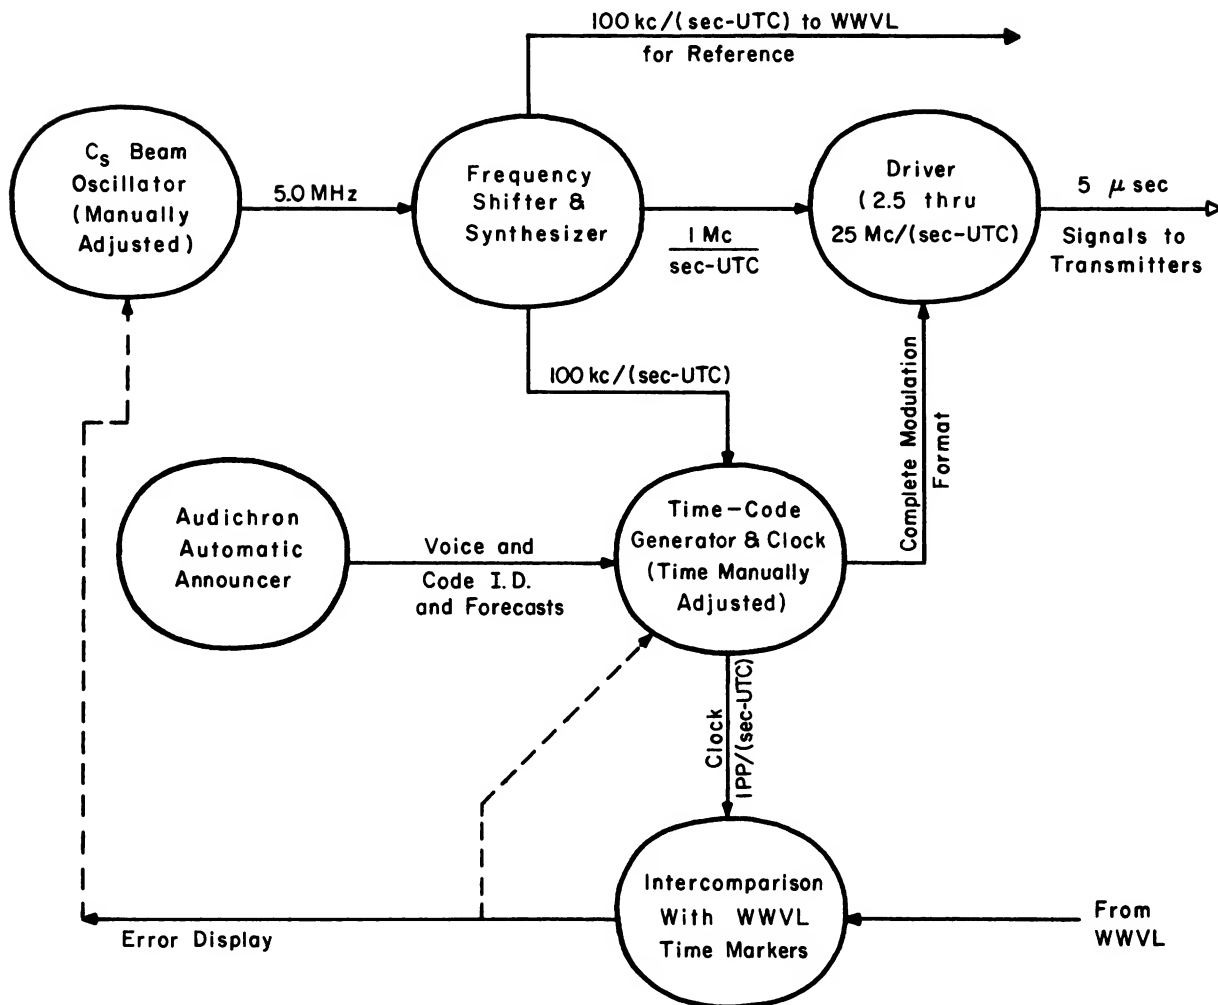 100 kc/(sec-UTC) to WWVL
for Reference
Cs Beam
Oscillator
(Manually
Adjusted)
5.0 MHz
Frequency
Shifter &
Synthesizer
1 Mc
sec-UTC
Driver
(2.5 thru
25 Mc/(sec-UTC)
5 μ sec
Signals to
Transmitters
100 kc/(sec-UTC)
Complete Modulation
Format
Audichron
Automatic
Announcer
Voice and
Code I.D.
and Forecasts
Time-Code
Generator & Clock
(Time Manually
Adjusted)
Clock
1PP/(sec-UTC)
Intercomparison
With WWVL
Time Markers
From
WWVL
Error Display